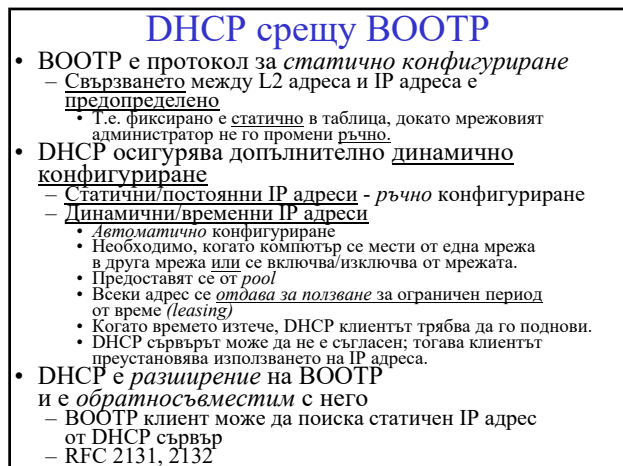 DHCP срещу BOOTP
• BOOTP е протокол за статично конфигуриране
– Свързването между L2 адреса и IP адреса е
предопределено
• Т.е. фиксирано е статично в таблица, докато мрежовият
администратор не го промени ръчно.
• DHCP осигурява допълнително динамично
конфигуриране
– Статични/постоянни IP адреси - ръчно конфигуриране
– Динамични/временни IP адреси
• Автоматично конфигуриране
• Необходимо, когато компютър се мести от една мрежа
в друга мрежа или се включва/изключва от мрежата.
• Предоставят се от pool
• Всеки адрес се отдава за ползване за ограничен период
от време (leasing)
• Когато времето изтече, DHCP клиентът трябва да го поднови.
• DHCP сървърът може да не е съгласен; тогава клиентът
преустановява използването на IP адреса.
• DHCP е разширение на BOOTP
и е обратносъвместим с него
– BOOTP клиент може да поиска статичен IP адрес
от DHCP сървър
– RFC 2131, 2132